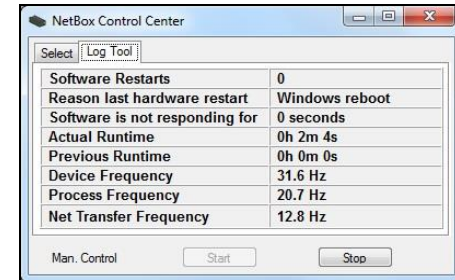 NetBox Control Center
Select Log Tool
Software Restarts 0
Reason last hardware restart Windows reboot
Software is not responding for 0 seconds
Actual Runtime 0h 2m 4s
Previous Runtime 0h 0m 0s
Device Frequency 31.6 Hz
Process Frequency 20.7 Hz
Net Transfer Frequency 12.8 Hz
Man. Control Start Stop